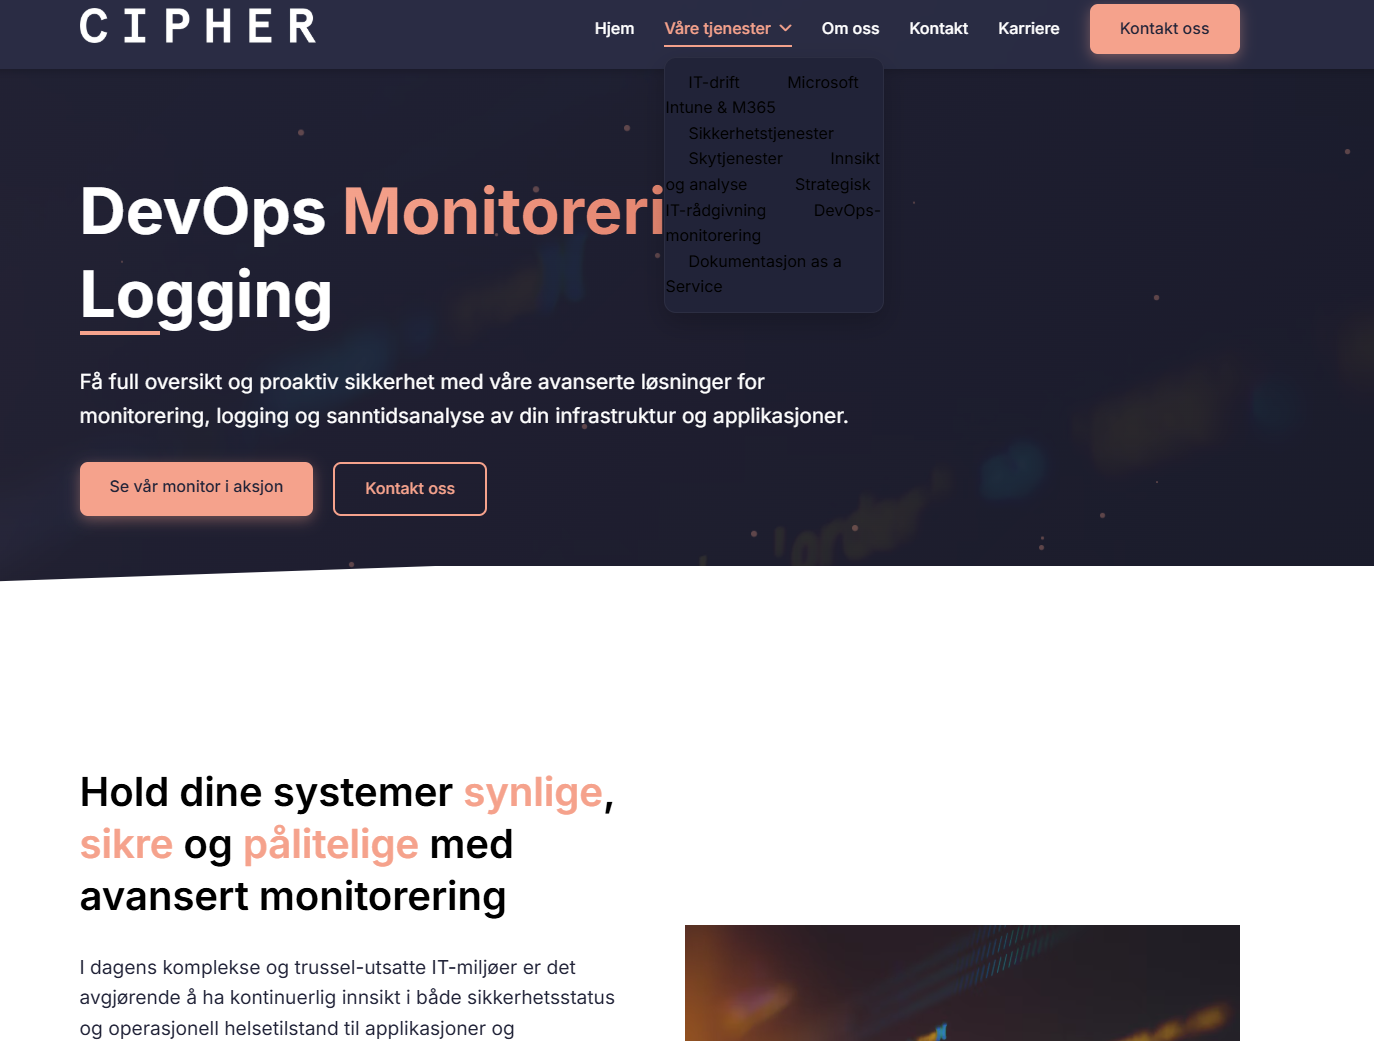 CIPHER
Hjem
Våre tjenester
Om oss
Kontakt
Karriere
Kontakt oss
IT-drift Microsoft
Intune & M365
Sikkerhetstjenester
Skytjenester Innsikt
og analyse Strategisk
IT-rådgivning DevOps-
monitorering
Dokumentasjon as a
Service
DevOps Monitoreri
Logging
Få full oversikt og proaktiv sikkerhet med våre avanserte løsninger for
monitorering, logging og sanntidsanalyse av din infrastruktur og applikasjoner.
Se vår monitor i aksjon
Kontakt oss
Hold dine systemer synlige,
sikre og pålitelige med
avansert monitorering
I dagens komplekse og trussel-utsatte IT-miljøer er det
avgjørende å ha kontinuerlig innsikt i både sikkerhetsstatus
og operasjonell helsetilstand til applikasjoner og